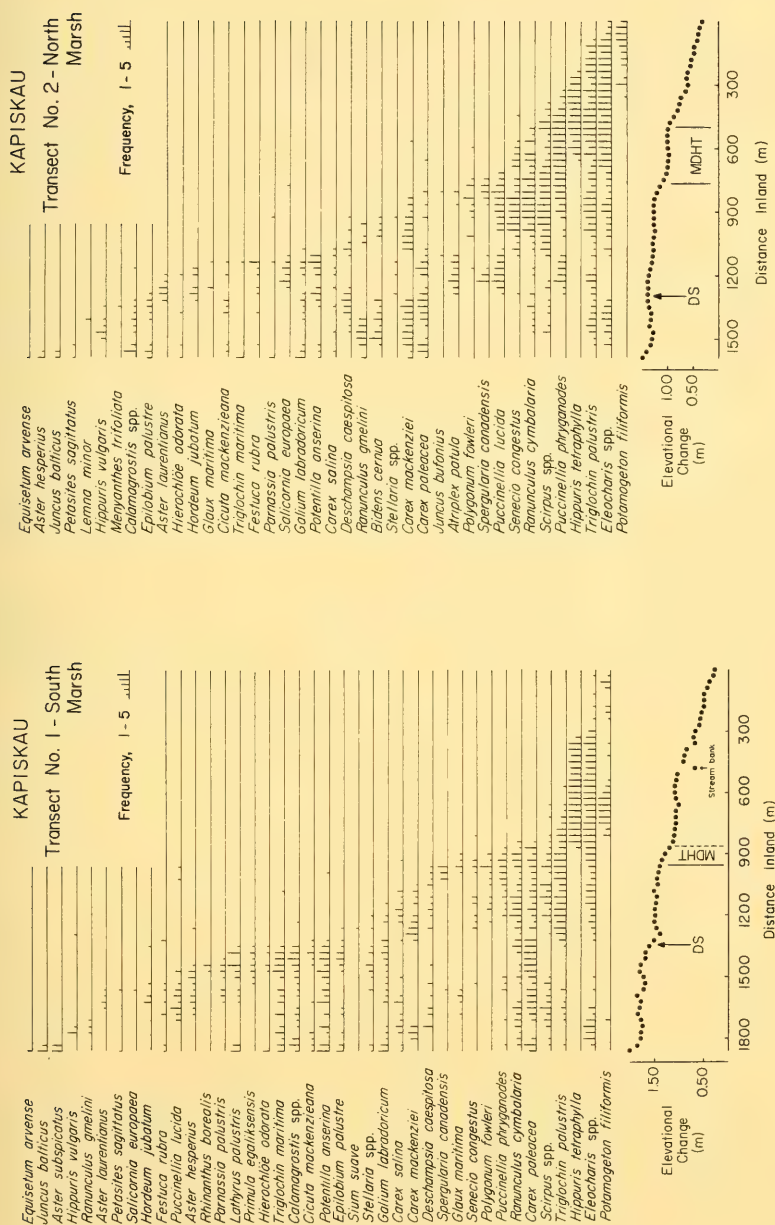 KAPISKAU
Transect No. 1 - South
Marsh
Frequency, 1 - 5
Equisetum arvense
Juncus balticus
Aster subspicatus
Hippuris vulgaris
Ranunculus gmelini
Aster laurentianus
Petasites sagittatus
Salicornia europaea
Hordeum jubatum
Festuca rubra
Puccinellia lucida
Aster hesperius
Rhinanthus borealis
Parnassia palustris
Lathyrus palustris
Primula egaliksensis
Hierochlöe odorata
Triglochin maritima
Calamagrostis spp.
Cicuta mackenzieana
Potentilla anserina
Epilobium palustre
Sium suave
Stellaria spp.
Galium labradoricum
Carex salina
Carex mackenziei
Deschampsia caespitosa
Spergularia canadensis
Glaux maritima
Senecio congestus
Polygonum fowleri
Puccinellia phryganodes
Ranunculus cymbalaria
Carex paleacea
Scirpus spp.
Triglochin palustris
Hippuris tetraphylla
Eleocharis spp.
Potamogeton filiformis
1.50
0.50
Elevational
Change
(m)
DS
MDHT
Stream bank
1800 1500 1200 900 600 300
Distance Inland (m)
KAPISKAU
Transect No. 2 - North
Marsh
Frequency, 1 - 5
Equisetum arvense
Aster hesperius
Juncus balticus
Petasites sagittatus
Lemna minor
Hippuris vulgaris
Menyanthes trifoliata
Calamagrostis spp.
Epilobium palustre
Aster laurentianus
Hierochlöe odorata
Hordeum jubatum
Glaux maritima
Cicuta mackenzieana
Triglochin maritima
Festuca rubra
Parnassia palustris
Salicornia europaea
Galium labradoricum
Potentilla anserina
Carex salina
Deschampsia caespitosa
Ranunculus gmelini
Bidens cernua
Stellaria spp.
Carex mackenziei
Carex paleacea
Juncus bufonius
Atriplex patula
Polygonum fowleri
Spergularia canadensis
Puccinellia lucida
Senecio congestus
Ranunculus cymbalaria
Scirpus spp.
Puccinellia phryganodes
Hippuris tetraphylla
Triglochin palustris
Eleocharis spp.
Potamogeton filiformis
1.00
0.50
Elevational
Change
(m)
DS
MDHT
1500 1200 900 600 300
Distance Inland (m)